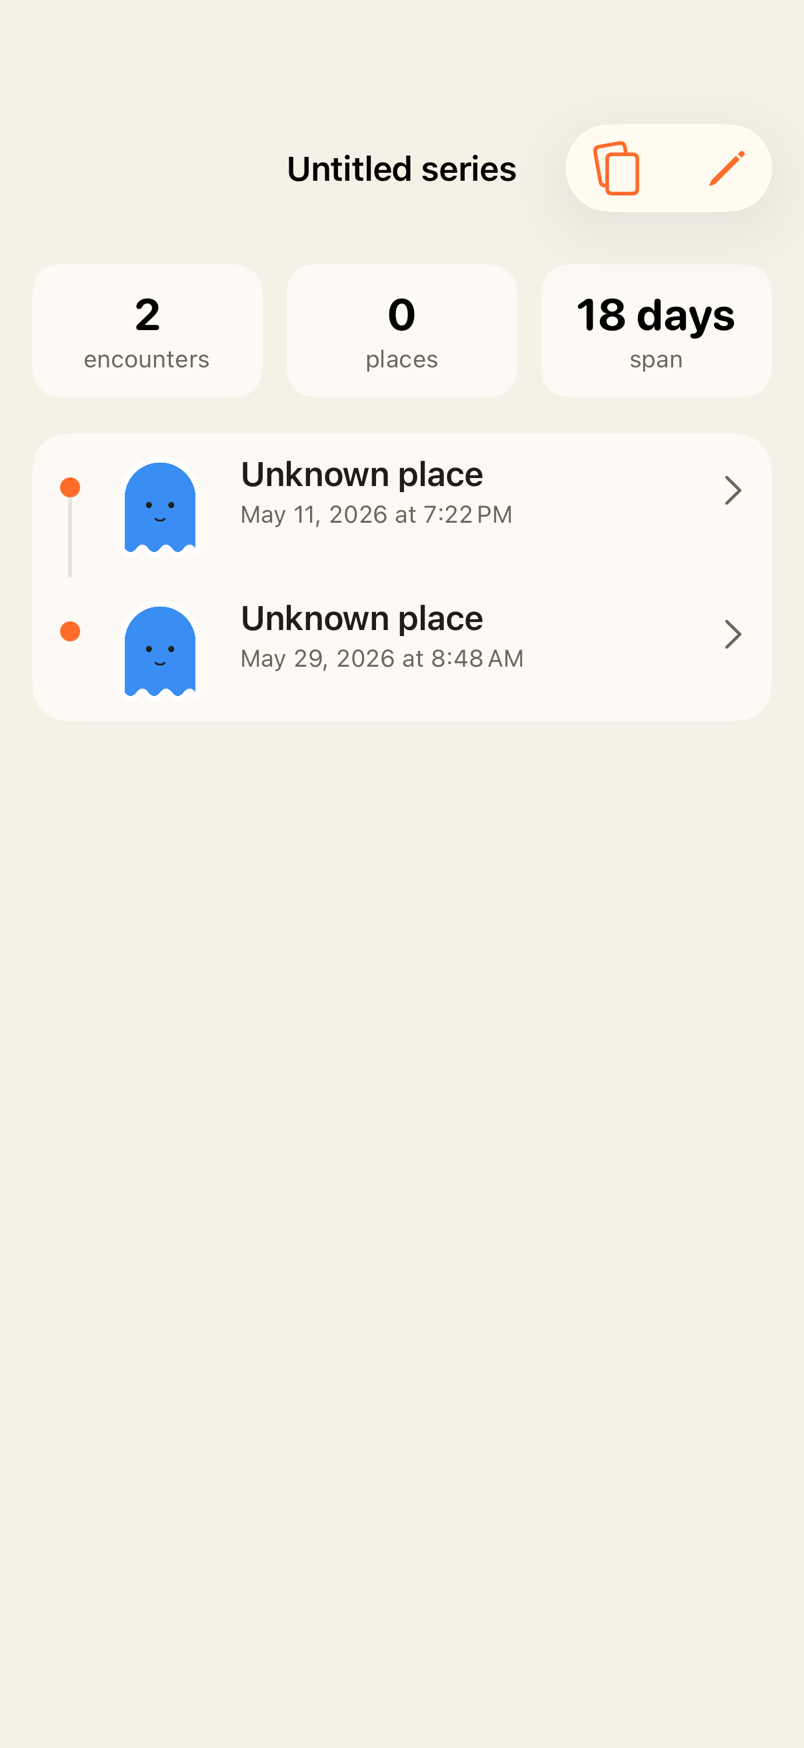 Untitled series
2
encounters
0
places
18 days
span
Unknown place
May 11, 2026 at 7:22 PM
Unknown place
May 29, 2026 at 8:48 AM